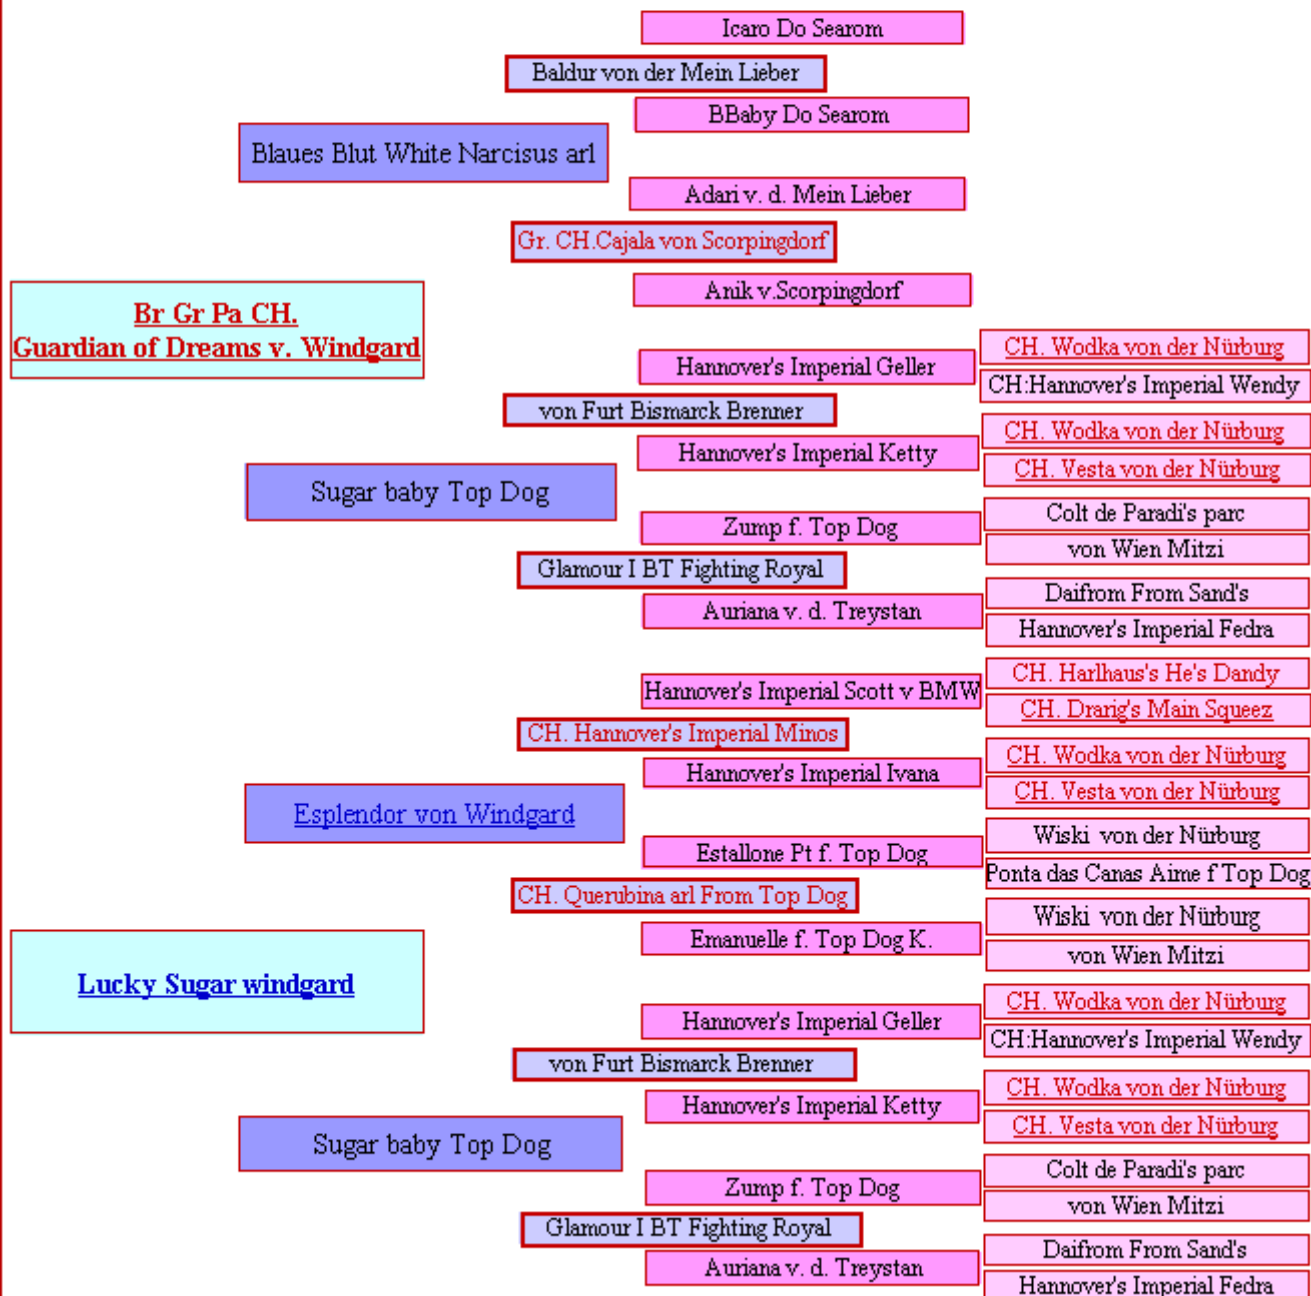 Icaro Do Searom
Baldur von der Mein Lieber
BBaby Do Searom
Blaues Blut White Narcisus arl
Adari v. d. Mein Lieber
Gr. CH.Cajala von Scorpingdorf
Anik v.Scorpingdorf
Br Gr Pa CH.
Guardian of Dreams v. Windgard
CH. Wodka von der Nürburg
Hannover's Imperial Geller
CH:Hannover's Imperial Wendy
von Furt Bismarck Brenner
CH. Wodka von der Nürburg
Hannover's Imperial Ketty
CH. Vesta von der Nürburg
Sugar baby Top Dog
Colt de Paradi's parc
Zump f. Top Dog
von Wien Mitzi
Glamour I BT Fighting Royal
Daifrom From Sand's
Auriana v. d. Treystan
Hannover's Imperial Fedra
CH. Harlhaus's He's Dandy
Hannover's Imperial Scott v BMW
CH. Drarig's Main Squeez
CH. Hannover's Imperial Minos
CH. Wodka von der Nürburg
Hannover's Imperial Ivana
CH. Vesta von der Nürburg
Esplendor von Windgard
Wiski von der Nürburg
Estallone Pt f. Top Dog
Ponta das Canas Aime f Top Dog
CH. Querubina arl From Top Dog
Wiski von der Nürburg
Emanuelle f. Top Dog K.
von Wien Mitzi
Lucky Sugar windgard
CH. Wodka von der Nürburg
Hannover's Imperial Geller
CH:Hannover's Imperial Wendy
von Furt Bismarck Brenner
CH. Wodka von der Nürburg
Hannover's Imperial Ketty
CH. Vesta von der Nürburg
Sugar baby Top Dog
Colt de Paradi's parc
Zump f. Top Dog
von Wien Mitzi
Glamour I BT Fighting Royal
Daifrom From Sand's
Auriana v. d. Treystan
Hannover's Imperial Fedra